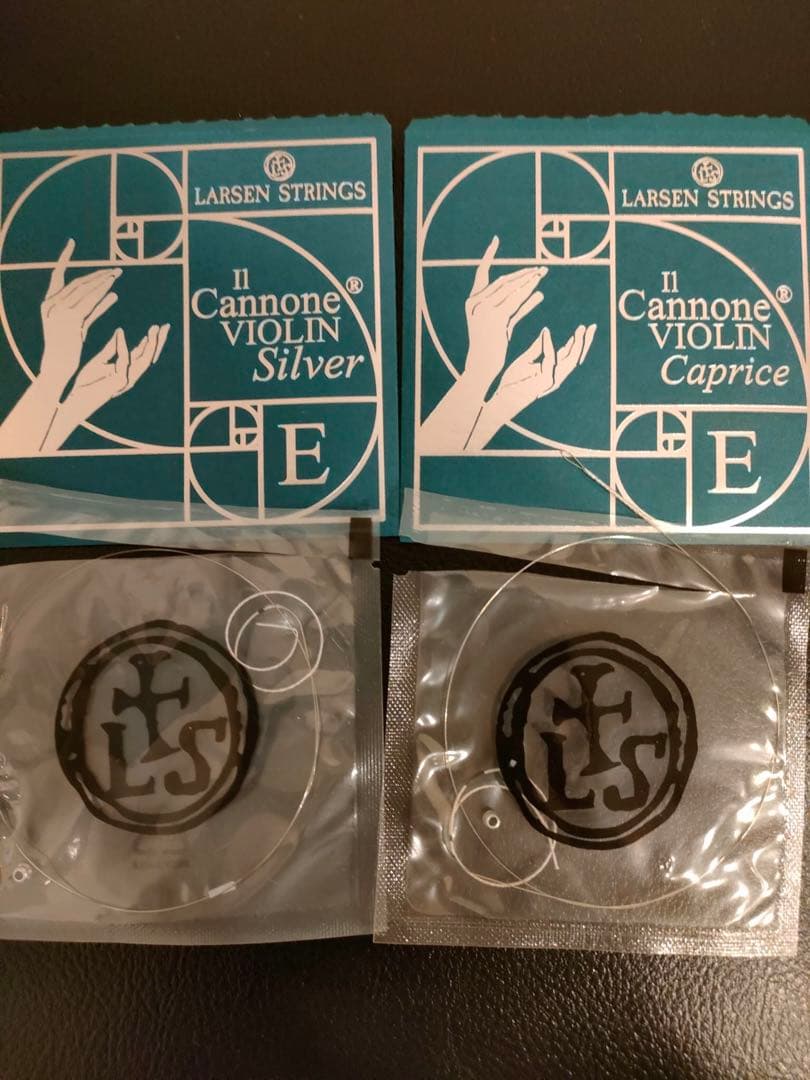 LARSEN STRINGS
Il
Cannone®
VIOLIN
Silver
E
LARSEN STRINGS
Il
Cannone®
VIOLIN
Caprice
E
LS
LS